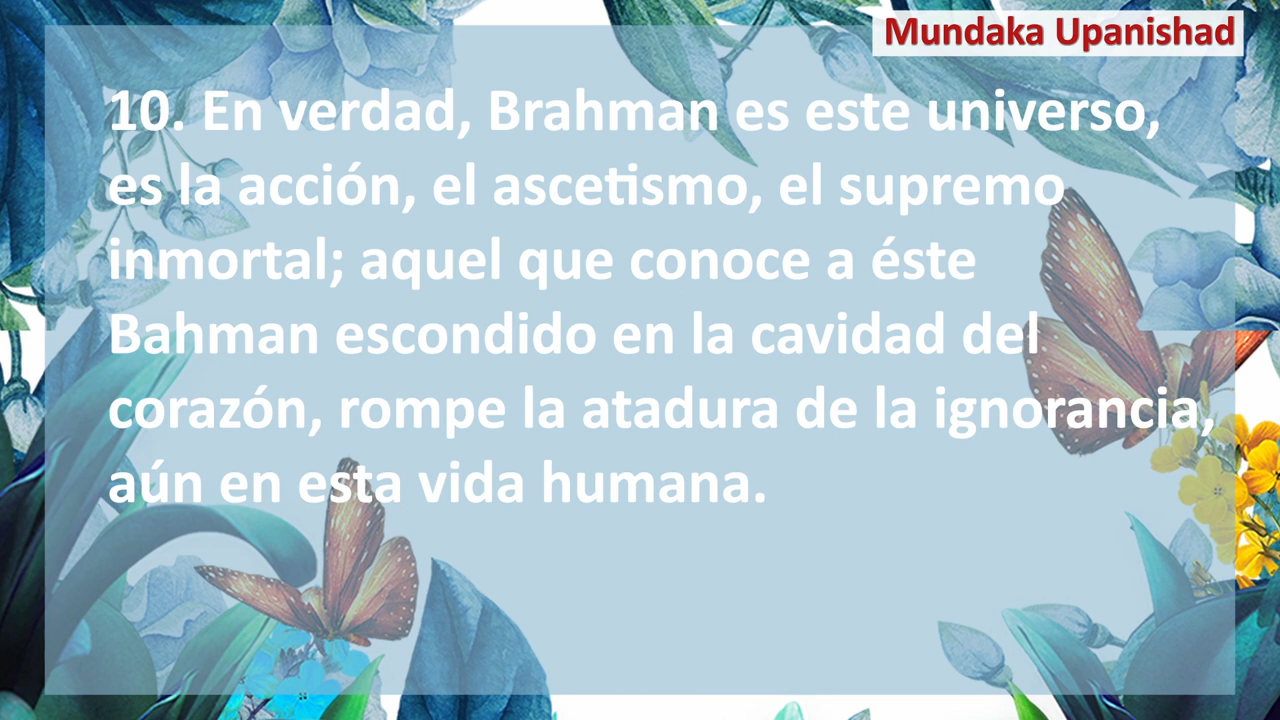 Mundaka Upanishad
10. En verdad, Brahman es este universo,
es la acción, el ascetismo, el supremo
inmortal; aquel que conoce a éste
Bahman escondido en la cavidad del
corazón, rompe la atadura de la ignorancia,
aún en esta vida humana.